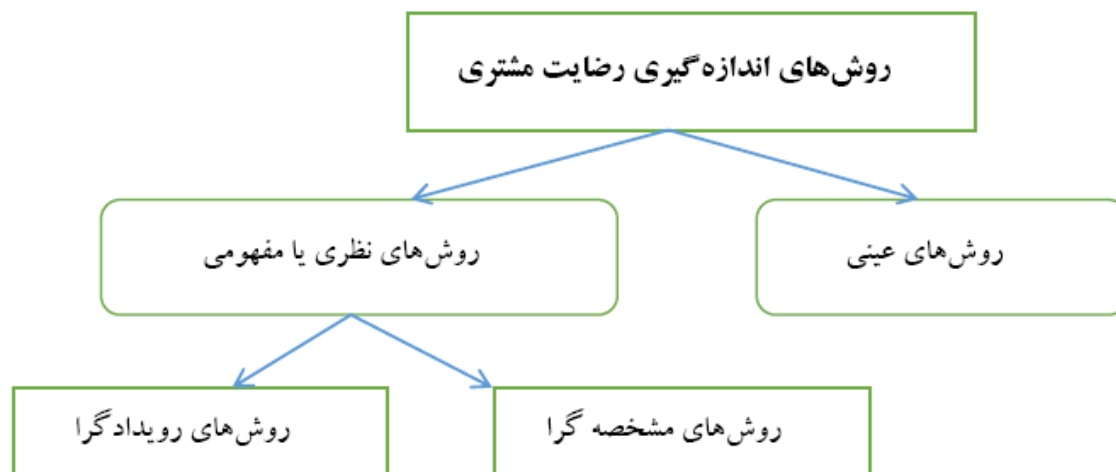 روش‌های اندازه‌گیری رضایت مشتری
روش‌های عینی
روش‌های نظری یا مفهومی
روش‌های مشخصه گرا
روش‌های رویدادگرا